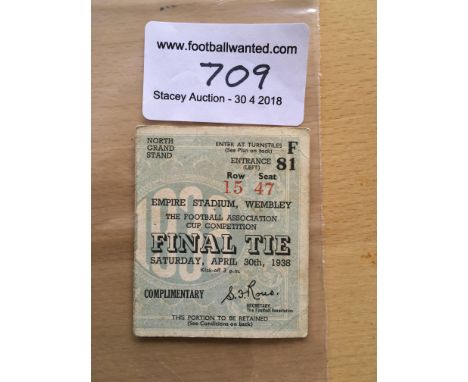 www.footballwanted.com
709
Stacey Auction - 30 4 2018
NORTH GRAND STAND
ENTER AT TURNSTILES F
(See Plan on back)
ENTRANCE 81
(LEFT)
Row Seat
15 47
EMPIRE STADIUM, WEMBLEY
THE FOOTBALL ASSOCIATION
CUP COMPETITION
FINAL TIE
SATURDAY, APRIL 30th, 1938
Kick-off 3 p.m.
COMPLIMENTARY
S. F. Rous.
SECRETARY
The Football Association
THIS PORTION TO BE RETAINED
(See Conditions on back)